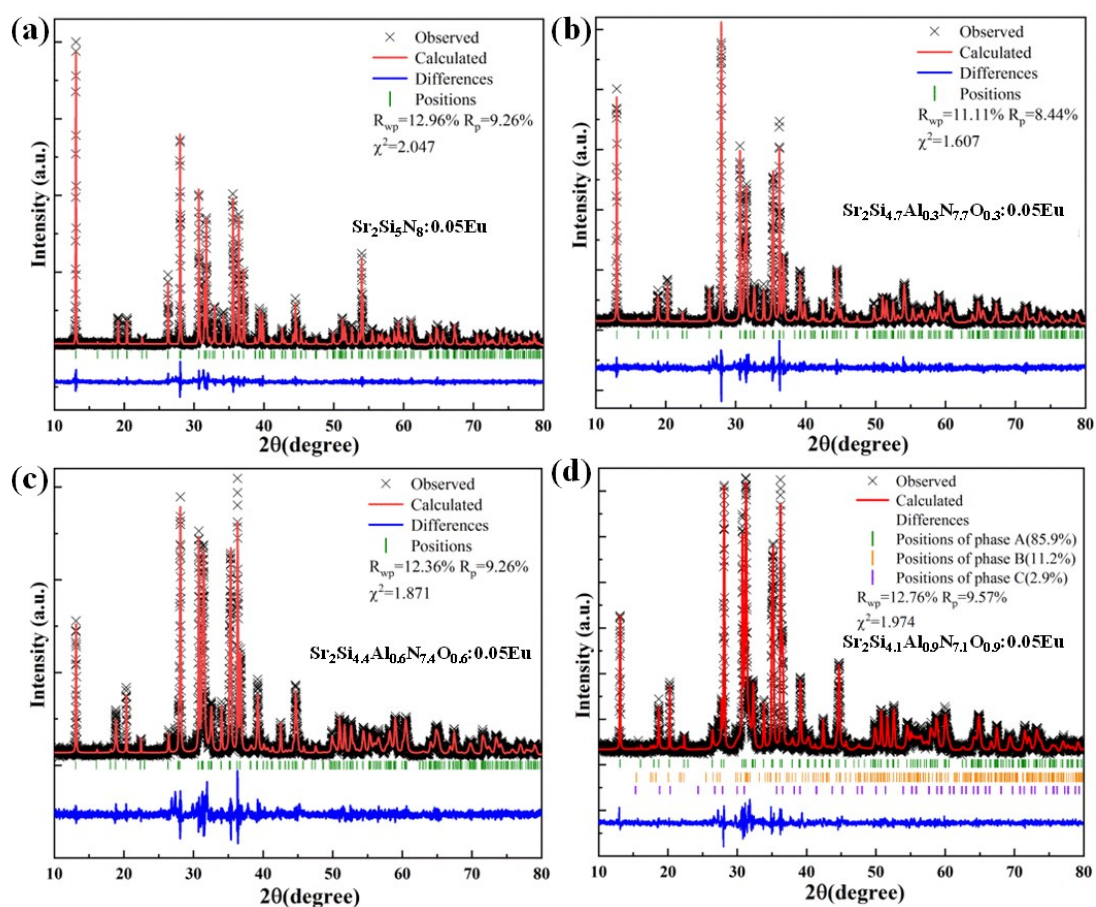 (a)
Observed
Calculated
Differences
Positions
Rwp=12.96% Rp=9.26%
χ²=2.047
Sr₂Si₅N₈:0.05Eu
Intensity (a.u.)
10 20 30 40 50 60 70 80
2θ(degree)
(b)
Observed
Calculated
Differences
Positions
Rwp=11.11% Rp=8.44%
χ²=1.607
Sr₂Si₄.₇Al₀.₃N₇.₇O₀.₃:0.05Eu
Intensity (a.u.)
10 20 30 40 50 60 70 80
2θ(degree)
(c)
Observed
Calculated
Differences
Positions
Rwp=12.36% Rp=9.26%
χ²=1.871
Sr₂Si₄.₄Al₀.₆N₇.₄O₀.₆:0.05Eu
Intensity (a.u.)
10 20 30 40 50 60 70 80
2θ(degree)
(d)
Observed
Calculated
Differences
Positions of phase A(85.9%)
Positions of phase B(11.2%)
Positions of phase C(2.9%)
Rwp=12.76% Rp=9.57%
χ²=1.974
Sr₂Si₄.₁Al₀.₉N₇.₁O₀.₉:0.05Eu
Intensity (a.u.)
10 20 30 40 50 60 70 80
2θ(degree)